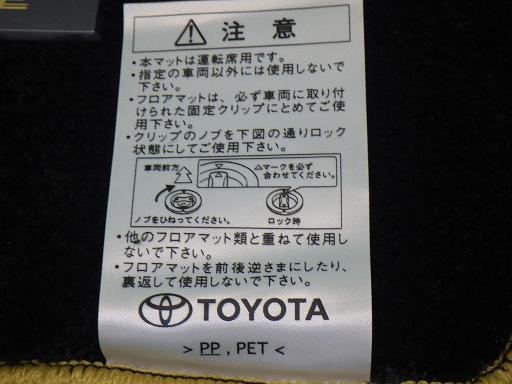 注意
・本マットは運転席用です。
・指定の車両以外には使用しないで
下さい。
・フロアマットは、必ず車両に取り付
けられた固定クリップにとめてご使
用下さい。
・クリップのノブを下図の通りロック
状態にしてご使用下さい。
車両前方
△マークを必ず
合わせてください。
ノブをひねってください。
ロック時
・他のフロアマット類と重ねて使用し
ないで下さい。
・フロアマットを前後逆さまにしたり、
裏返して使用しないで下さい。
TOYOTA
> PP , PET <